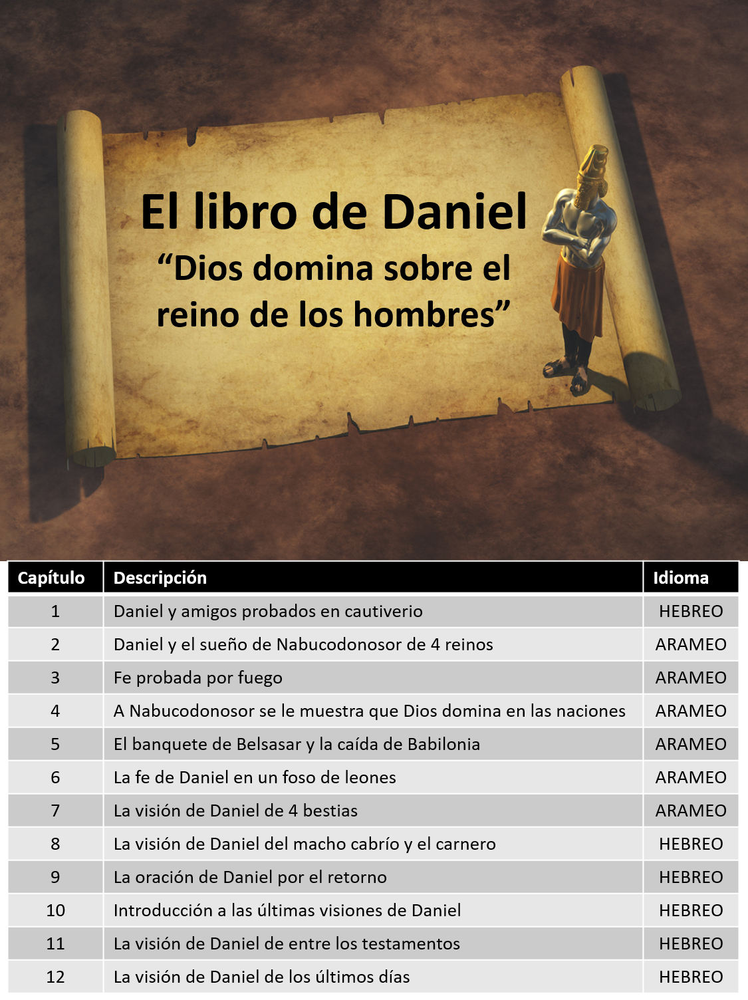 El libro de Daniel
“Dios domina sobre el
reino de los hombres”
Capítulo Descripción Idioma
1 Daniel y amigos probados en cautiverio HEBREO
2 Daniel y el sueño de Nabucodonosor de 4 reinos ARAMEO
3 Fe probada por fuego ARAMEO
4 A Nabucodonosor se le muestra que Dios domina en las naciones ARAMEO
5 El banquete de Belsasar y la caída de Babilonia ARAMEO
6 La fe de Daniel en un foso de leones ARAMEO
7 La visión de Daniel de 4 bestias ARAMEO
8 La visión de Daniel del macho cabrío y el carnero HEBREO
9 La oración de Daniel por el retorno HEBREO
10 Introducción a las últimas visiones de Daniel HEBREO
11 La visión de Daniel de entre los testamentos HEBREO
12 La visión de Daniel de los últimos días HEBREO